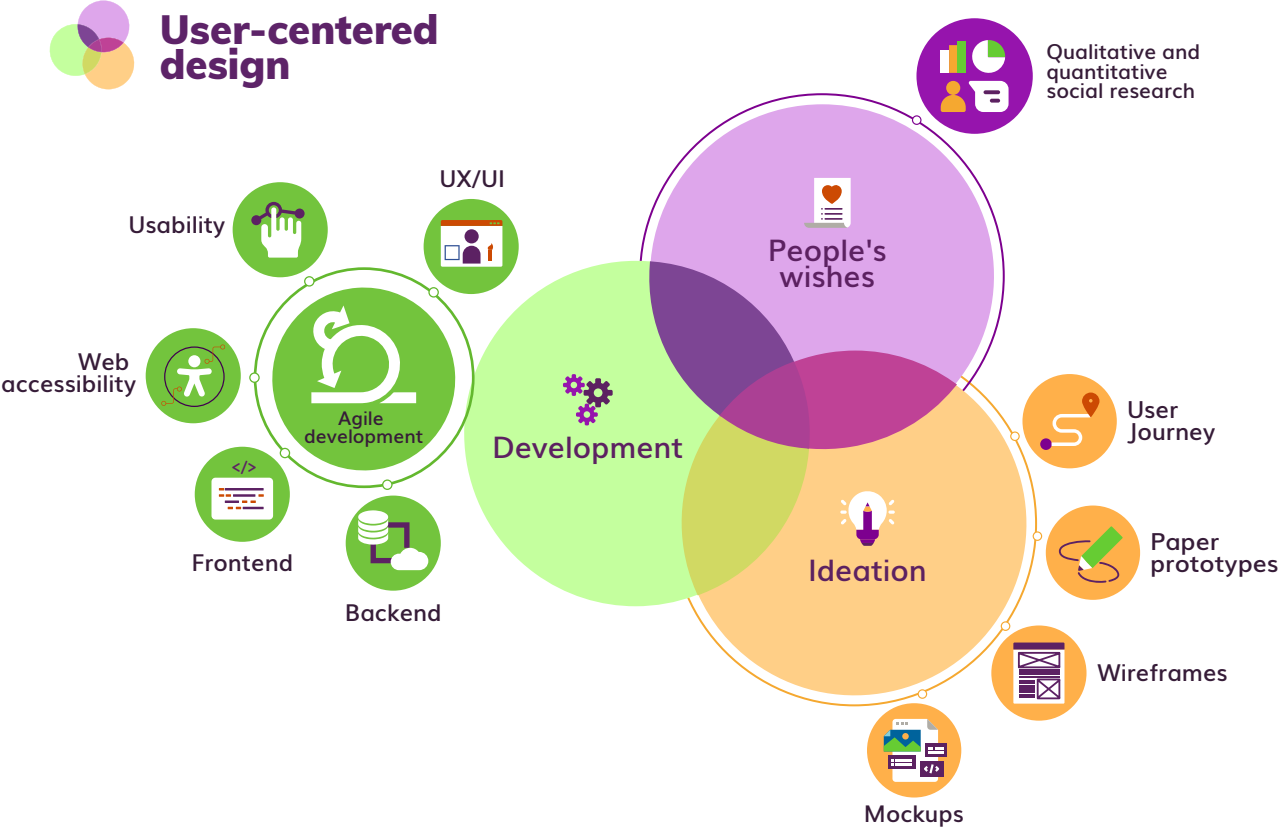 User-centered
design
Qualitative and
quantitative
social research
UX/UI
Usability
People's
wishes
Web
accessibility
Agile
development
Development
User
Journey
</>
Frontend
Backend
Ideation
Paper
prototypes
Wireframes
</>
Mockups